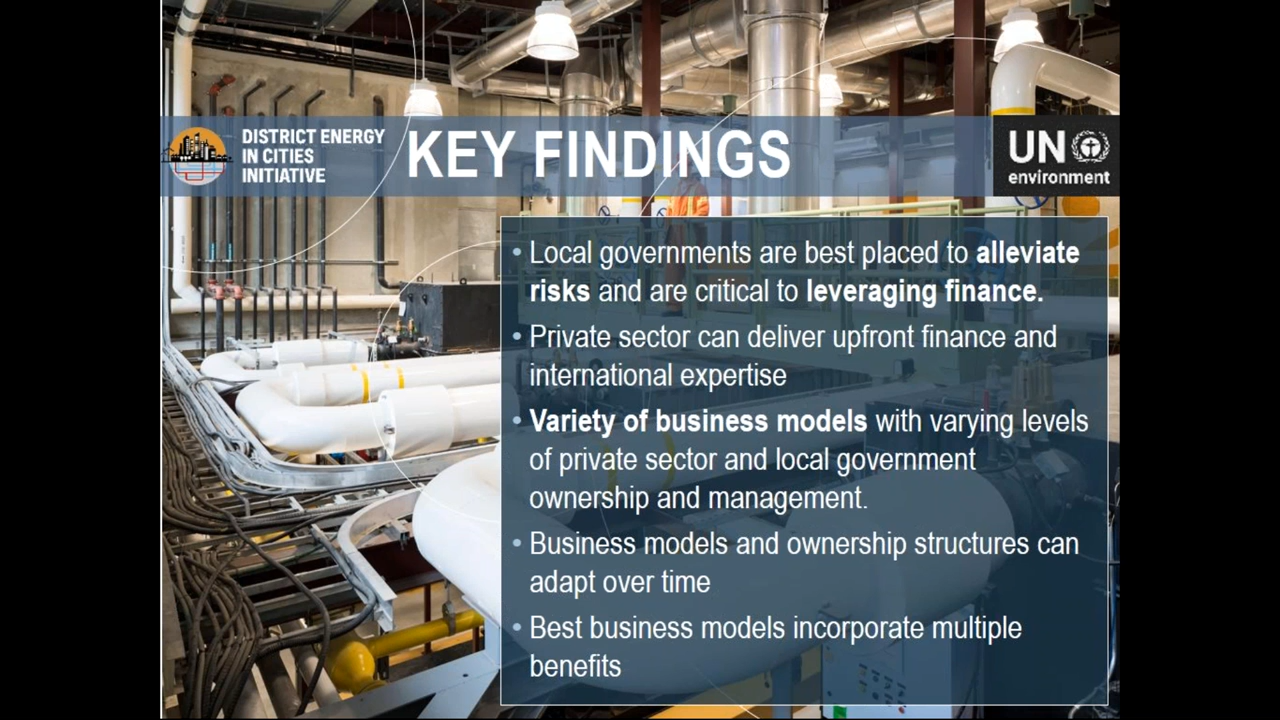 DISTRICT ENERGY
IN CITIES
INITIATIVE
KEY FINDINGS
UN
environment
• Local governments are best placed to alleviate
risks and are critical to leveraging finance.
• Private sector can deliver upfront finance and
international expertise
• Variety of business models with varying levels
of private sector and local government
ownership and management.
• Business models and ownership structures can
adapt over time
• Best business models incorporate multiple
benefits